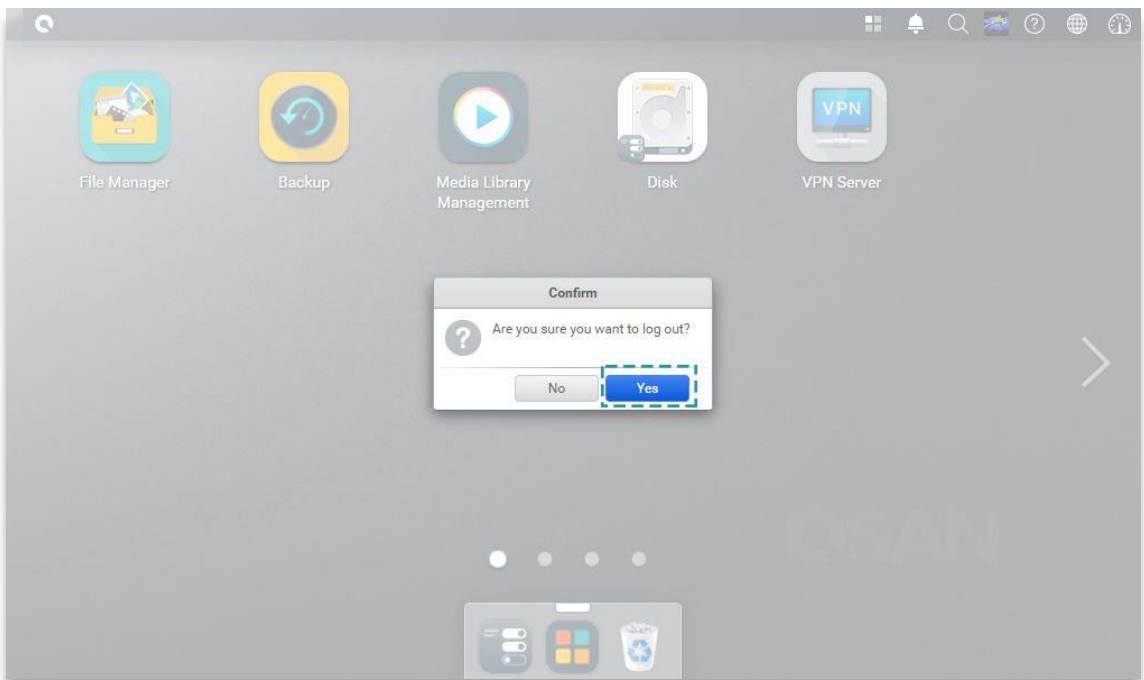 File Manager
Backup
Media Library
Management
Disk
VPN
VPN Server
Confirm
?
Are you sure you want to log out?
No
Yes
QSAN